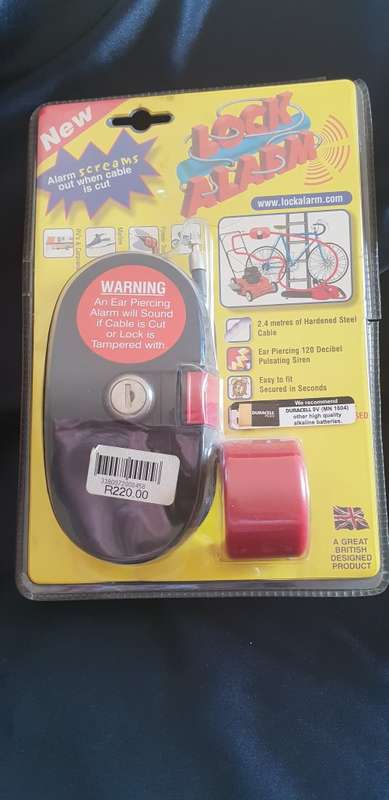 New
Alarm screams
out when cable
is cut
LOCK
ALARM
www.lockalarm.com
WARNING
An Ear Piercing
Alarm will Sound
if Cable is Cut
or Lock is
Tampered with.
2.4 metres of Hardened Steel
Cable
Ear Piercing 120 Decibel
Pulsating Siren
Easy to fit
Secured in Seconds
We recommend
DURACELL 9V (MN 1604)
other high quality
alkaline batteries.
DURACELL
R220.00
A GREAT
BRITISH
DESIGNED
PRODUCT